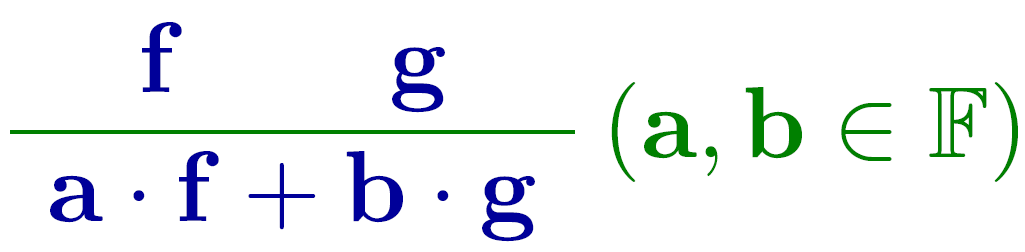 f g
a · f + b · g (a, b ∈ 𝔽)